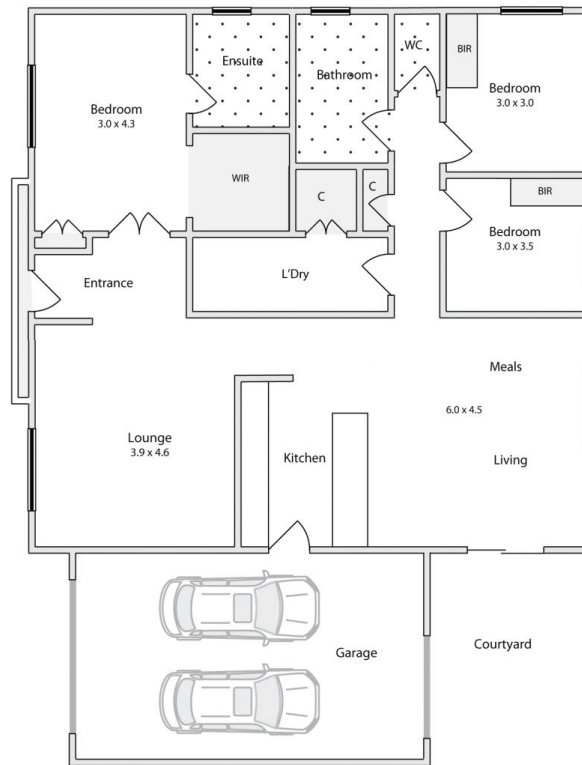 Ensuite
Bathroom
WC
BIR
Bedroom
3.0 x 4.3
Bedroom
3.0 x 3.0
WIR
C
C
BIR
Bedroom
3.0 x 3.5
Entrance
L'Dry
Meals
6.0 x 4.5
Lounge
3.9 x 4.6
Kitchen
Living
Garage
Courtyard